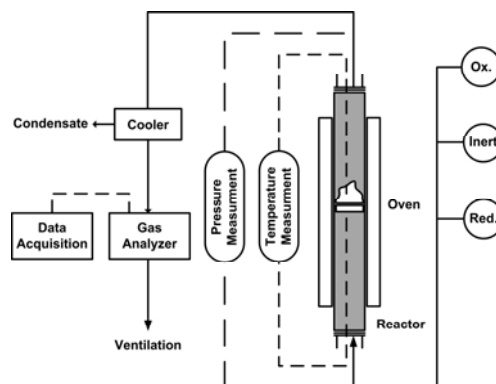 Ox.
Condensate
Cooler
Inert
Pressure
Measurment
Temperature
Measurment
Oven
Data
Acquisition
Gas
Analyzer
Red.
Reactor
Ventilation